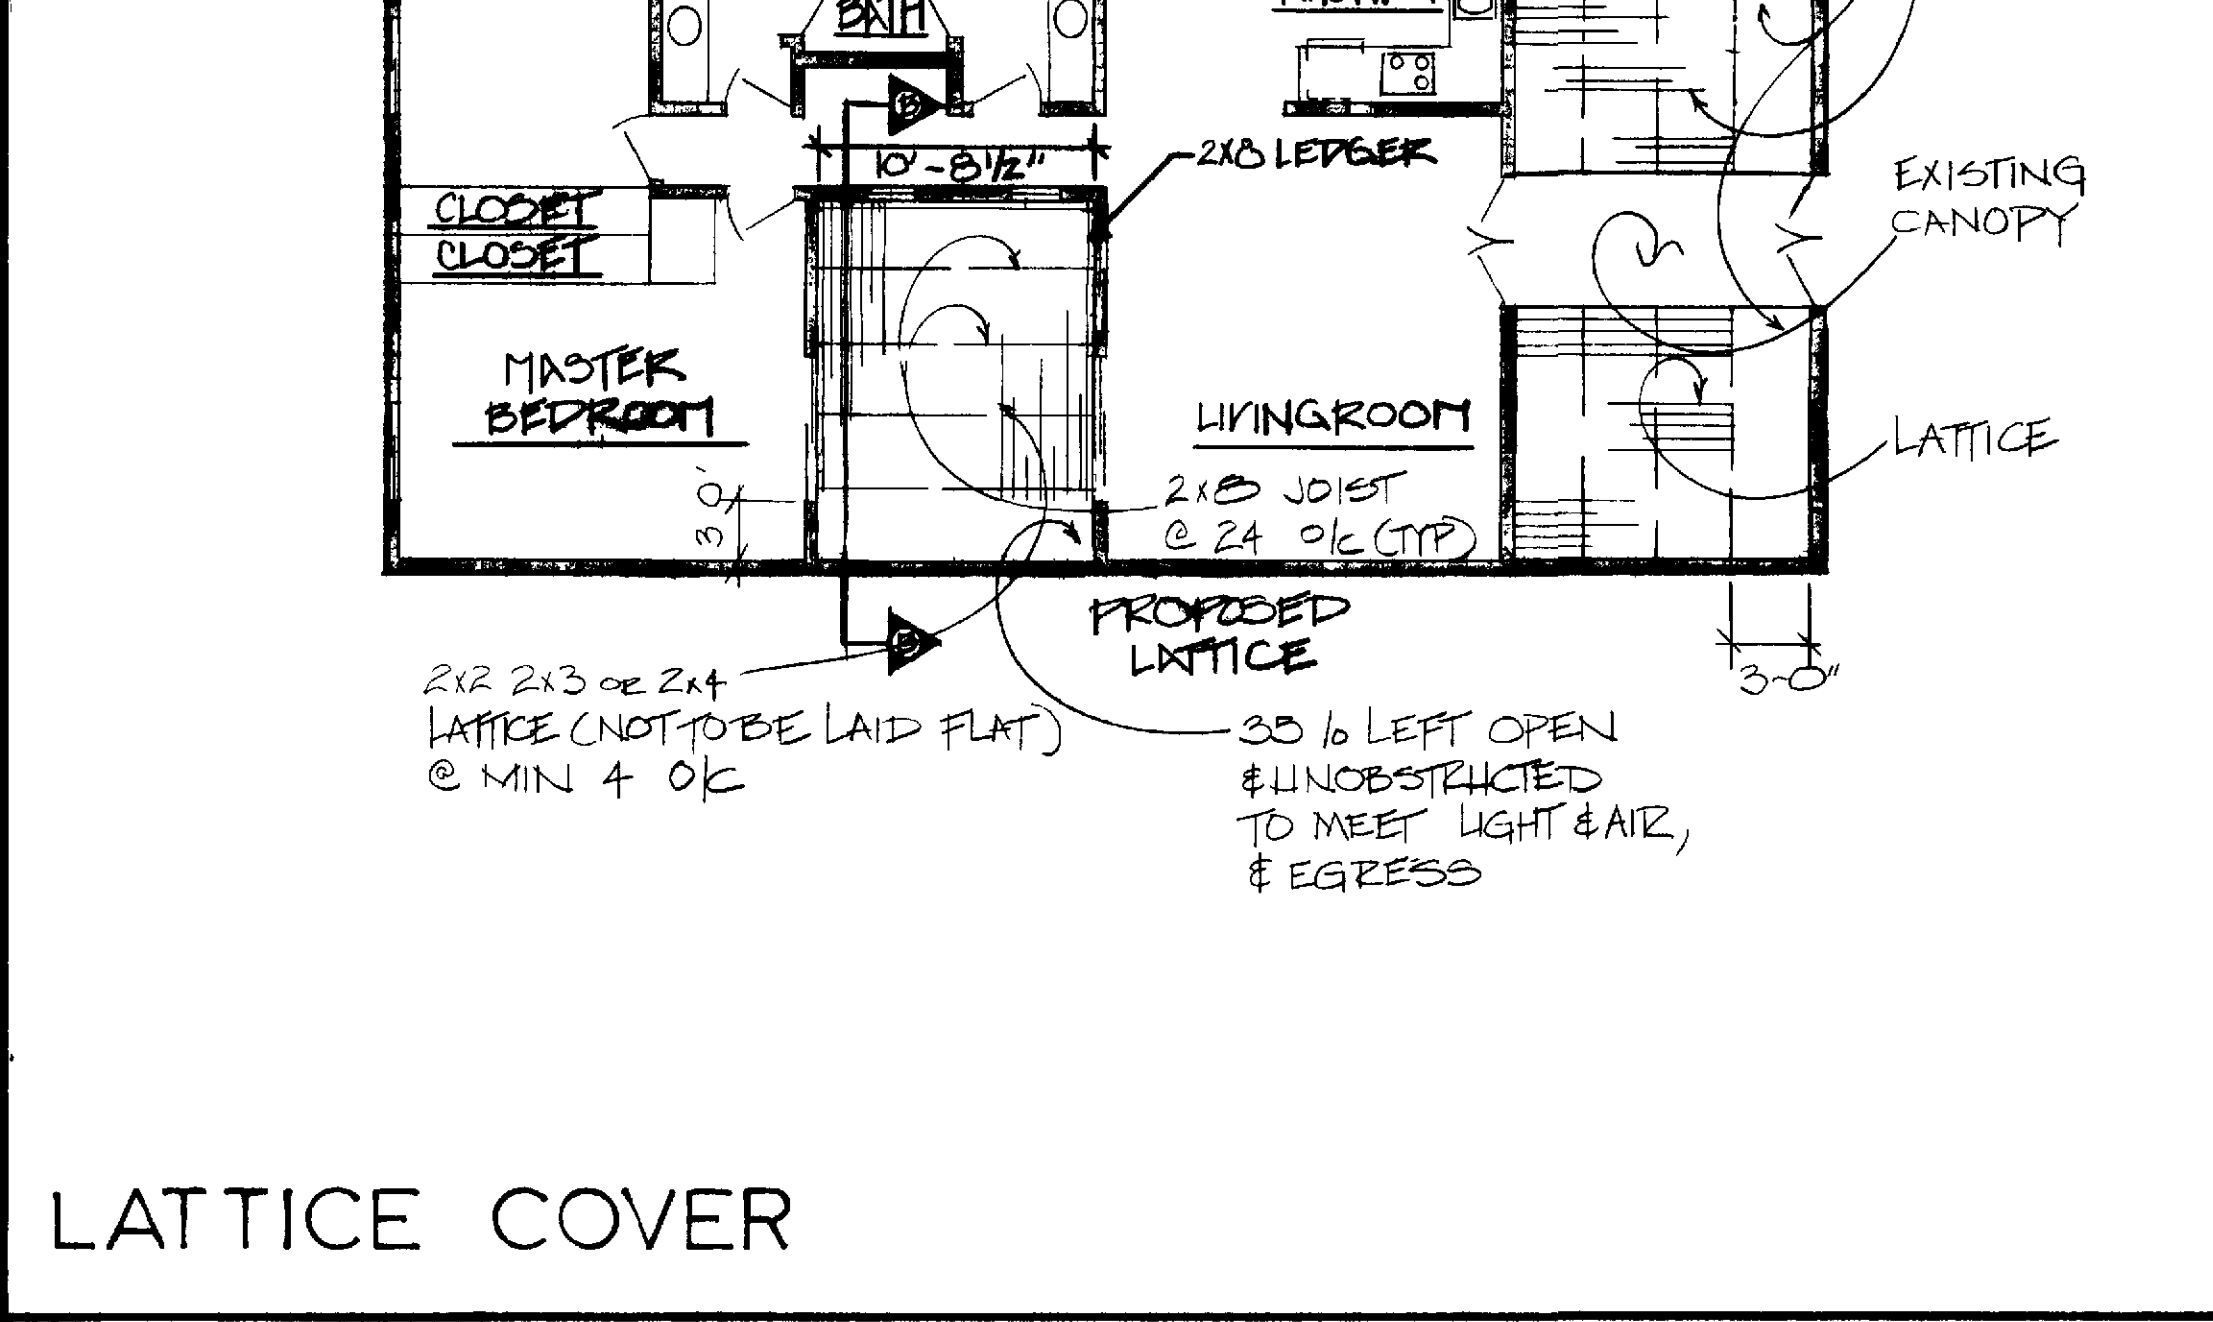 BATH
B
10'-8½"
2X8 LEDGER
EXISTING
CANOPY
CLOSET
CLOSET
MASTER
BEDROOM
LIVINGROOM
LATTICE
3 0'
2X8 JOIST
@ 24 O/C (TYP)
PROPOSED
LATTICE
B
3-0"
2X2 2X3 OR 2X4
LATTICE (NOT TO BE LAID FLAT)
@ MIN 4 O/C
35 % LEFT OPEN
& UNOBSTRUCTED
TO MEET LIGHT & AIR,
& EGRESS
LATTICE COVER